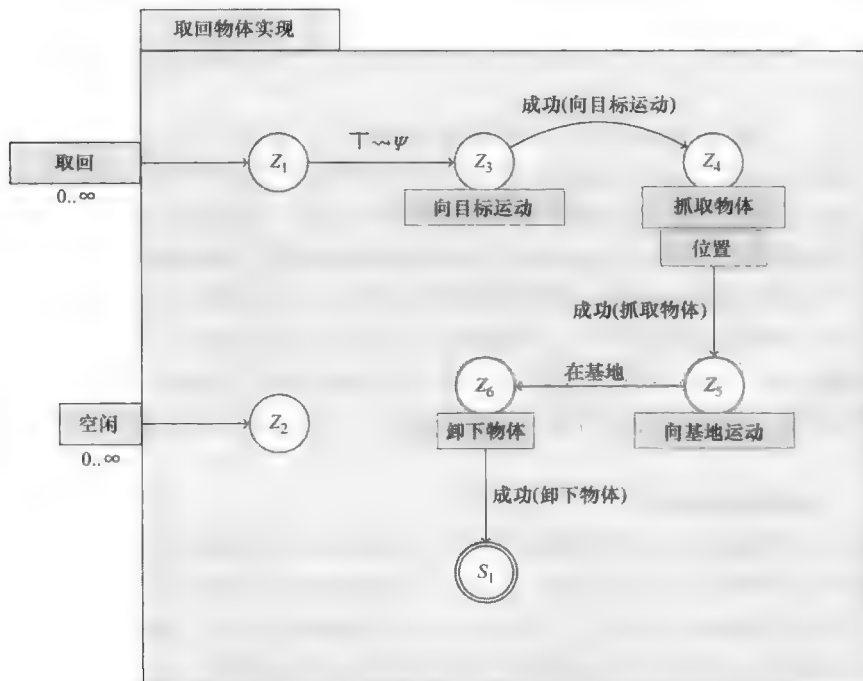 取回物体实现
成功(向目标运动)
取回
0..∞
Z₁
⊤⇝ψ
Z₃
向目标运动
Z₄
抓取物体
位置
成功(抓取物体)
空闲
0..∞
Z₂
Z₆
卸下物体
在基地
Z₅
向基地运动
成功(卸下物体)
S₁